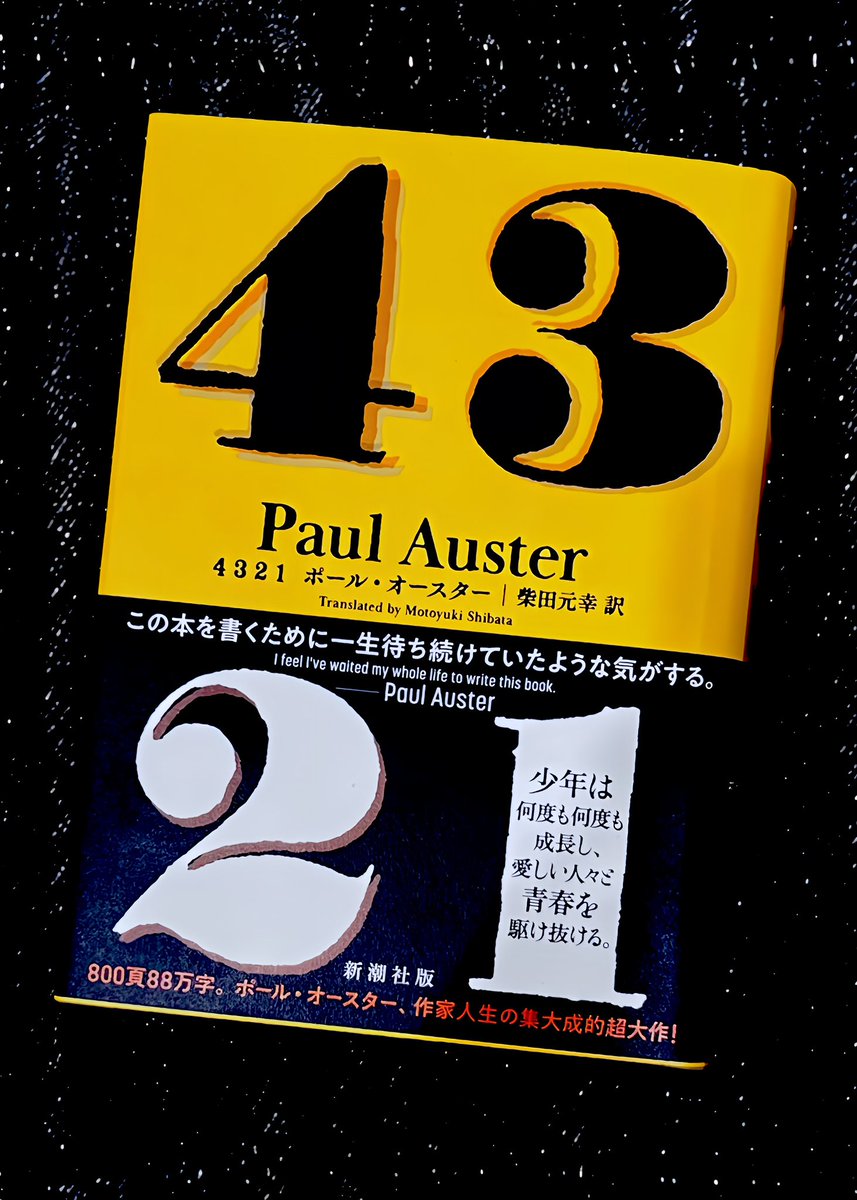 43
Paul Auster
4321 ポール・オースター｜柴田元幸 訳
Translated by Motoyuki Shibata
この本を書くために一生待ち続けていたような気がする。
I feel I've waited my whole life to write this book.
——Paul Auster
21
少年は
何度も何度も
成長し、
愛しい人々と
青春を
駆け抜ける。
新潮社版
800頁88万字。ポール・オースター、作家人生の集大成的超大作!